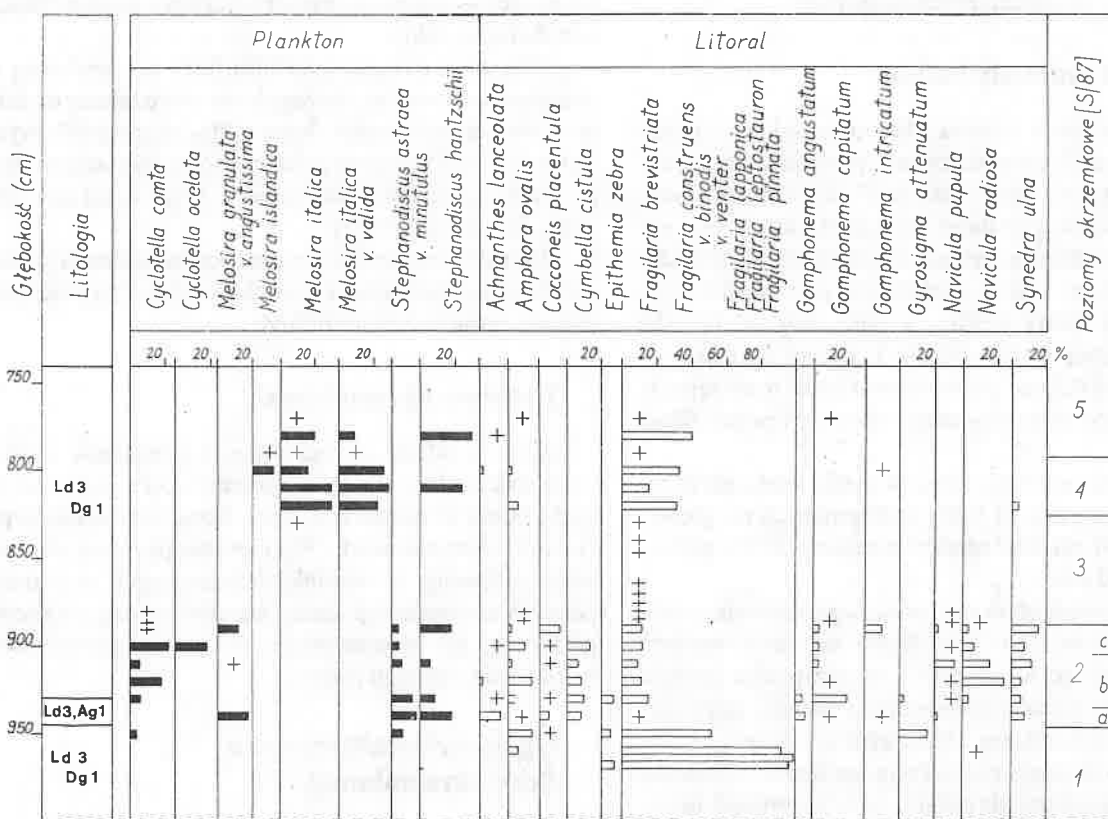 Plankton
Litoral
Głębokość (cm)
Litologia
Cyclotella comta
Cyclotella ocelata
Melosira granulata
v. angustissima
Melosira islandica
Melosira italica
Melosira italica
v. valida
Stephanodiscus astraea
v. minutulus
Stephanodiscus hantzschii
Achnanthes lanceolata
Amphora ovalis
Cocconeis placentula
Cymbella cistula
Epithemia zebra
Fragilaria brevistriata
Fragilaria construens
v. binodis
v. venter
Fragilaria laponica
Fragilaria leptostauron
Fragilaria pinnata
Gomphonema angustatum
Gomphonema capitatum
Gomphonema intricatum
Gyrosigma attenuatum
Navicula pupula
Navicula radiosa
Synedra ulna
Poziomy okrzemkowe [S/87]
20 20 20 20 20 20 20 20 20 40 60 80 20 20 20 20 %
750
800
850
900
950
Ld 3
Dg 1
Ld3,Ag1
Ld 3
Dg 1
5
4
3
c
2 b
a
1